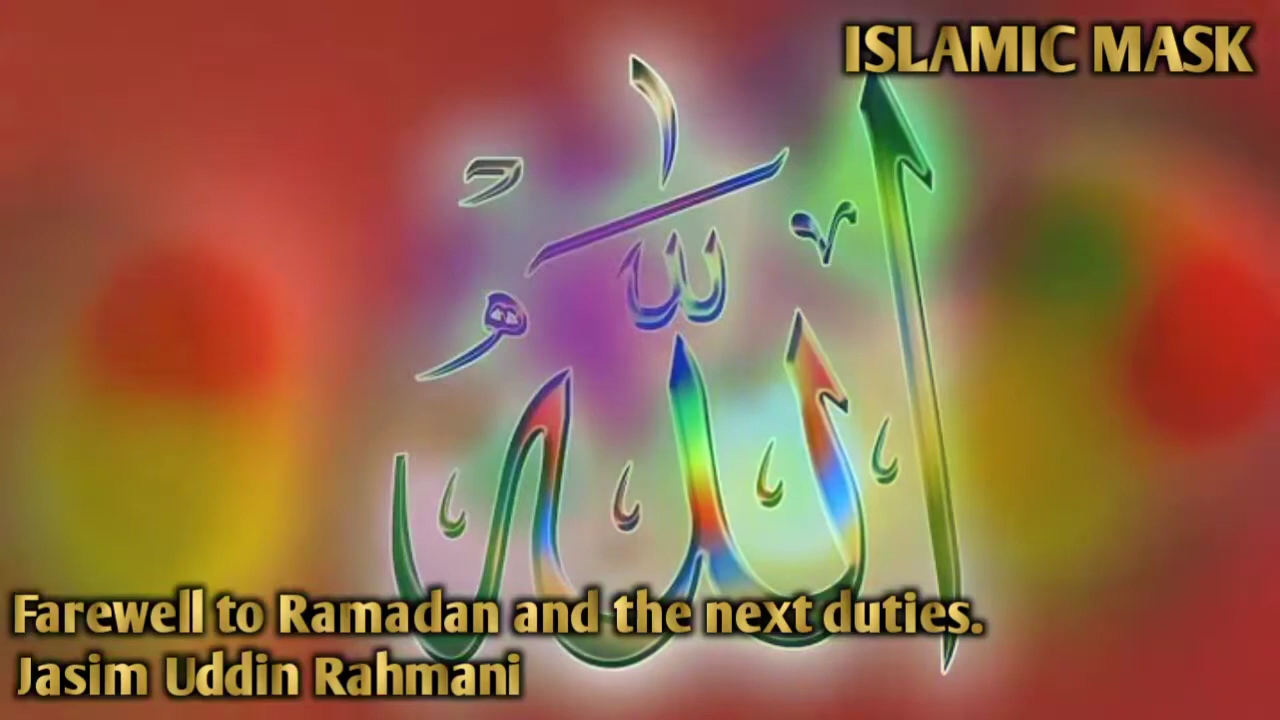 ISLAMIC MASK
الله
Farewell to Ramadan and the next duties.
Jasim Uddin Rahmani